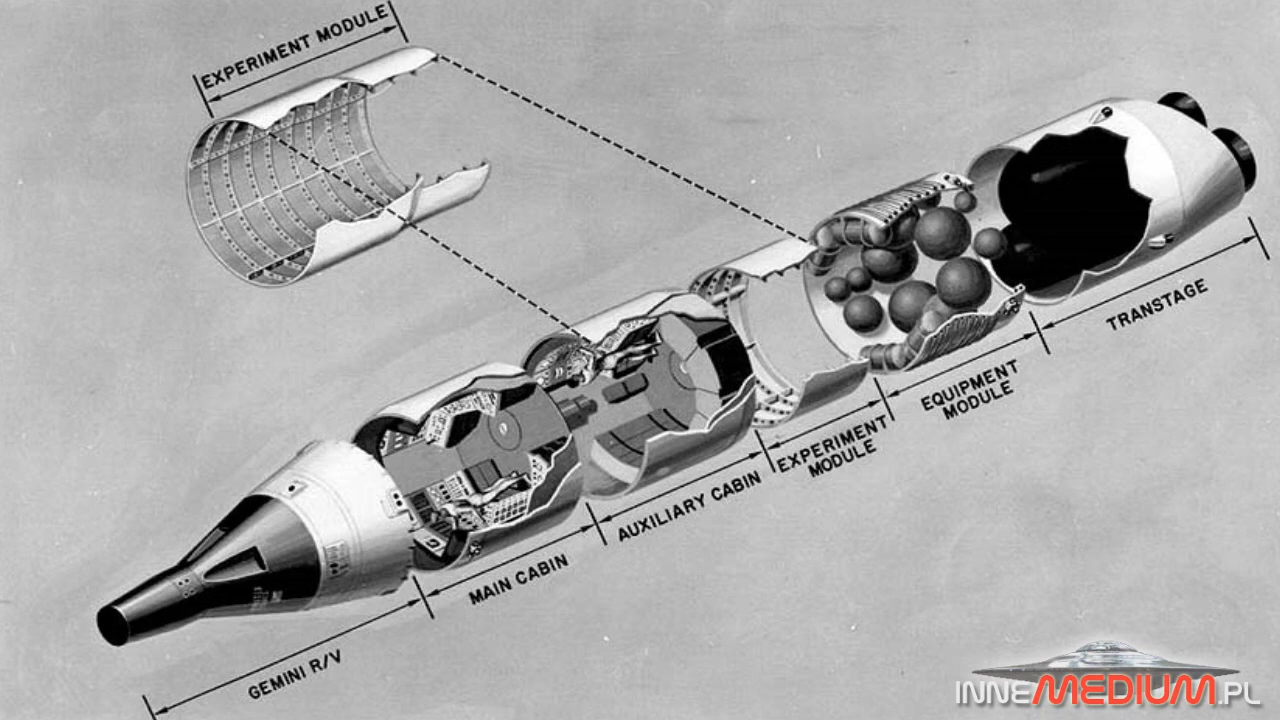 EXPERIMENT MODULE
TRANSTAGE
EQUIPMENT
MODULE
EXPERIMENT
MODULE
AUXILIARY CABIN
MAIN CABIN
GEMINI R/V
INNEMEDIUM.PL